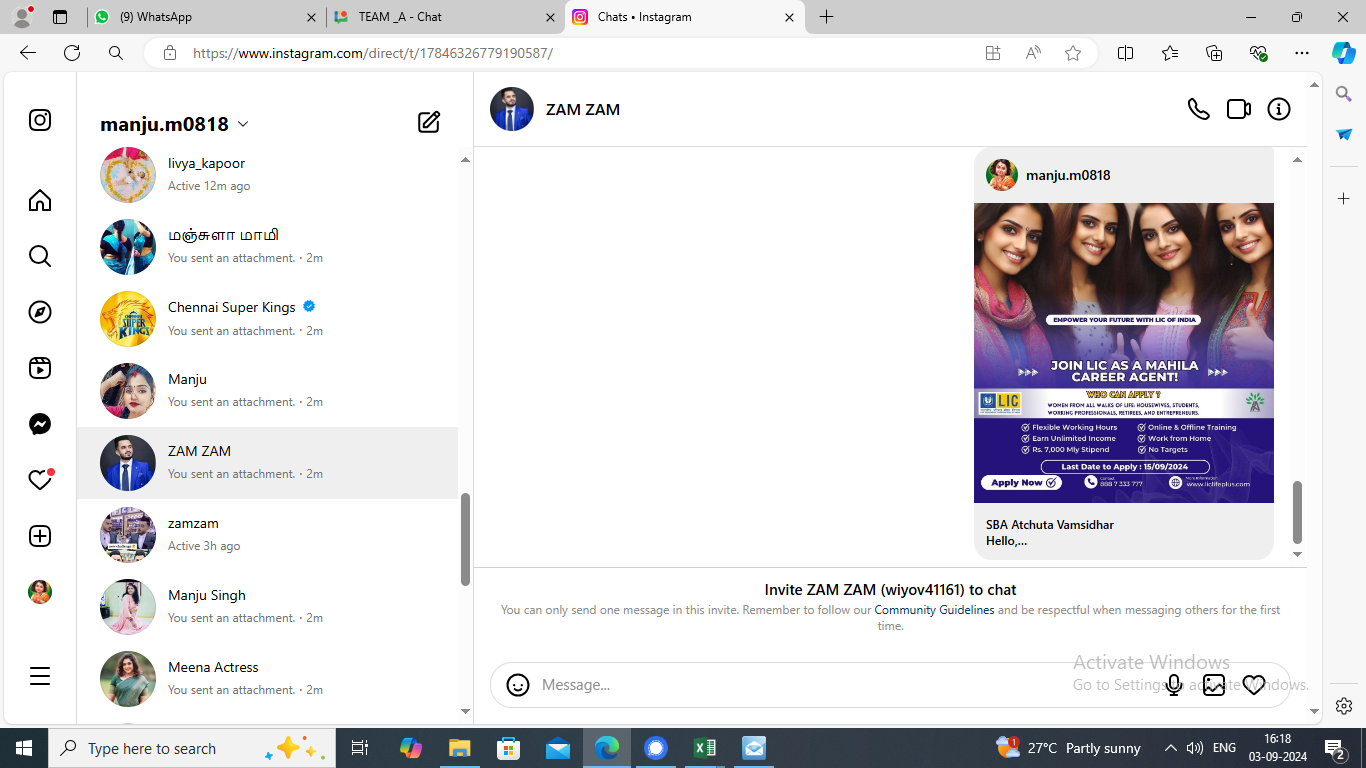 (9) WhatsApp
TEAM _A - Chat
Chats • Instagram
https://www.instagram.com/direct/t/17846326779190587/
manju.m0818
livya_kapoor
Active 12m ago
மஞ்சுளா மாமி
You sent an attachment. · 2m
Chennai Super Kings
You sent an attachment. · 2m
Manju
You sent an attachment. · 2m
ZAM ZAM
You sent an attachment. · 2m
zamzam
Active 3h ago
Manju Singh
You sent an attachment. · 2m
Meena Actress
You sent an attachment. · 2m
ZAM ZAM
manju.m0818
EMPOWER YOUR FUTURE WITH LIC OF INDIA
JOIN LIC AS A MAHILA
CAREER AGENT!
WHO CAN APPLY ?
LIC
WOMEN FROM ALL WALKS OF LIFE: HOUSEWIVES, STUDENTS,
WORKING PROFESSIONALS, RETIREES, AND ENTREPRENEURS.
Flexible Working Hours
Online & Offline Training
Earn Unlimited Income
Work from Home
Rs. 7,000 Mly Stipend
No Targets
Last Date to Apply : 15/09/2024
Apply Now
Contact
888 7 333 777
www.liclifeplus.com
SBA Atchuta Vamsidhar
Hello,...
Invite ZAM ZAM (wiyov41161) to chat
You can only send one message in this invite. Remember to follow our Community Guidelines and be respectful when messaging others for the first
time.
Message...
Activate Windows
Go to Settings to activate Windows.
Type here to search
27°C Partly sunny
ENG
16:18
03-09-2024
2